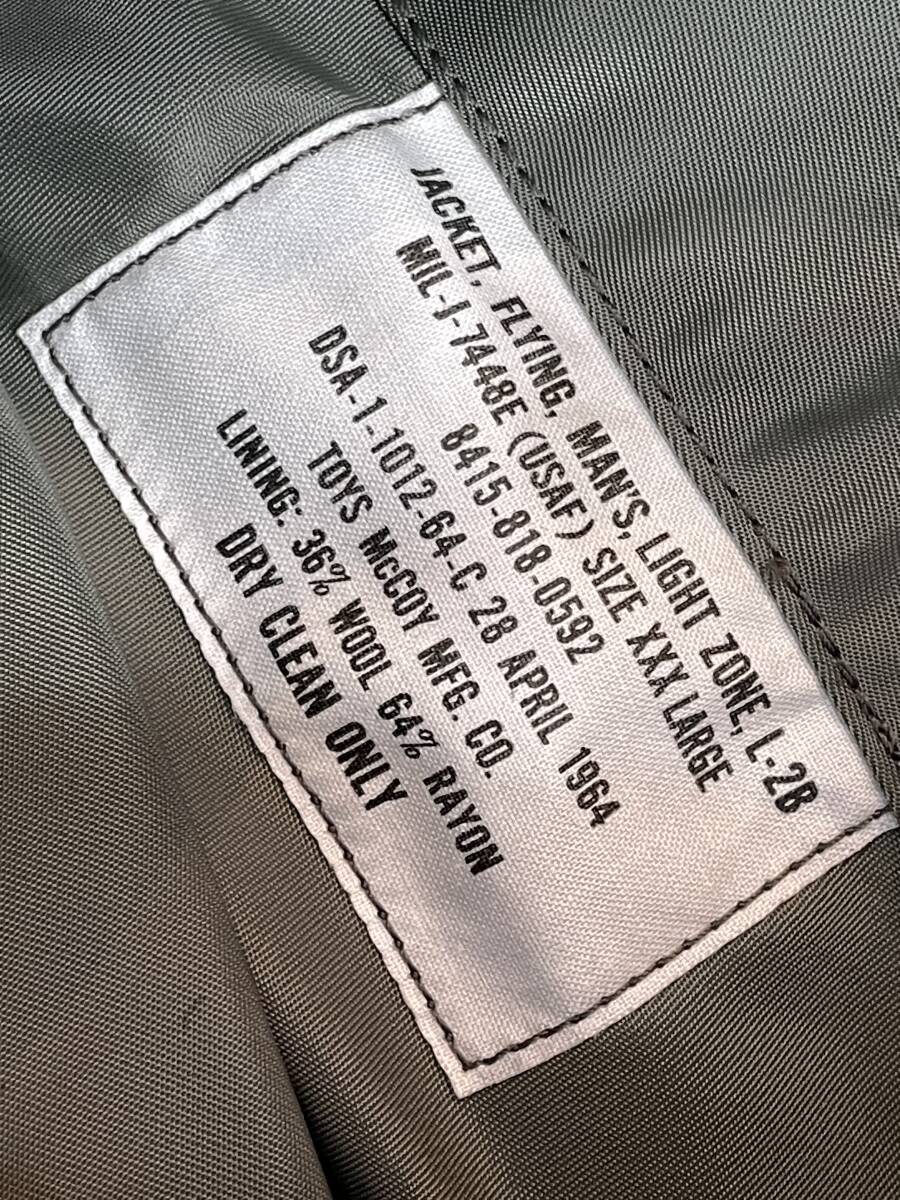 JACKET, FLYING, MAN'S, LIGHT ZONE, L-2B
MIL-J-7448E (USAF) SIZE XXX LARGE
8415-818-0592
DSA-1-1012-64-C 28 APRIL 1964
TOYS McCOY MFG. CO.
LINING: 36% WOOL 64% RAYON
DRY CLEAN ONLY